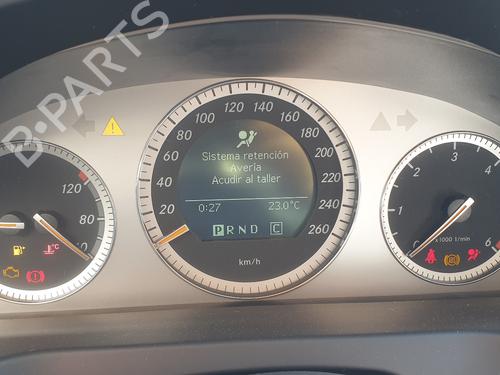 B-PARTS
Sistema retención
Avería
Acudir al taller
0:27 23.0°C
P R N D C
20
60
80
100
120
140
160
180
200
220
240
260
km/h
120
80
40
°C
0
1
2
3
4
5
6
x1000 1/min